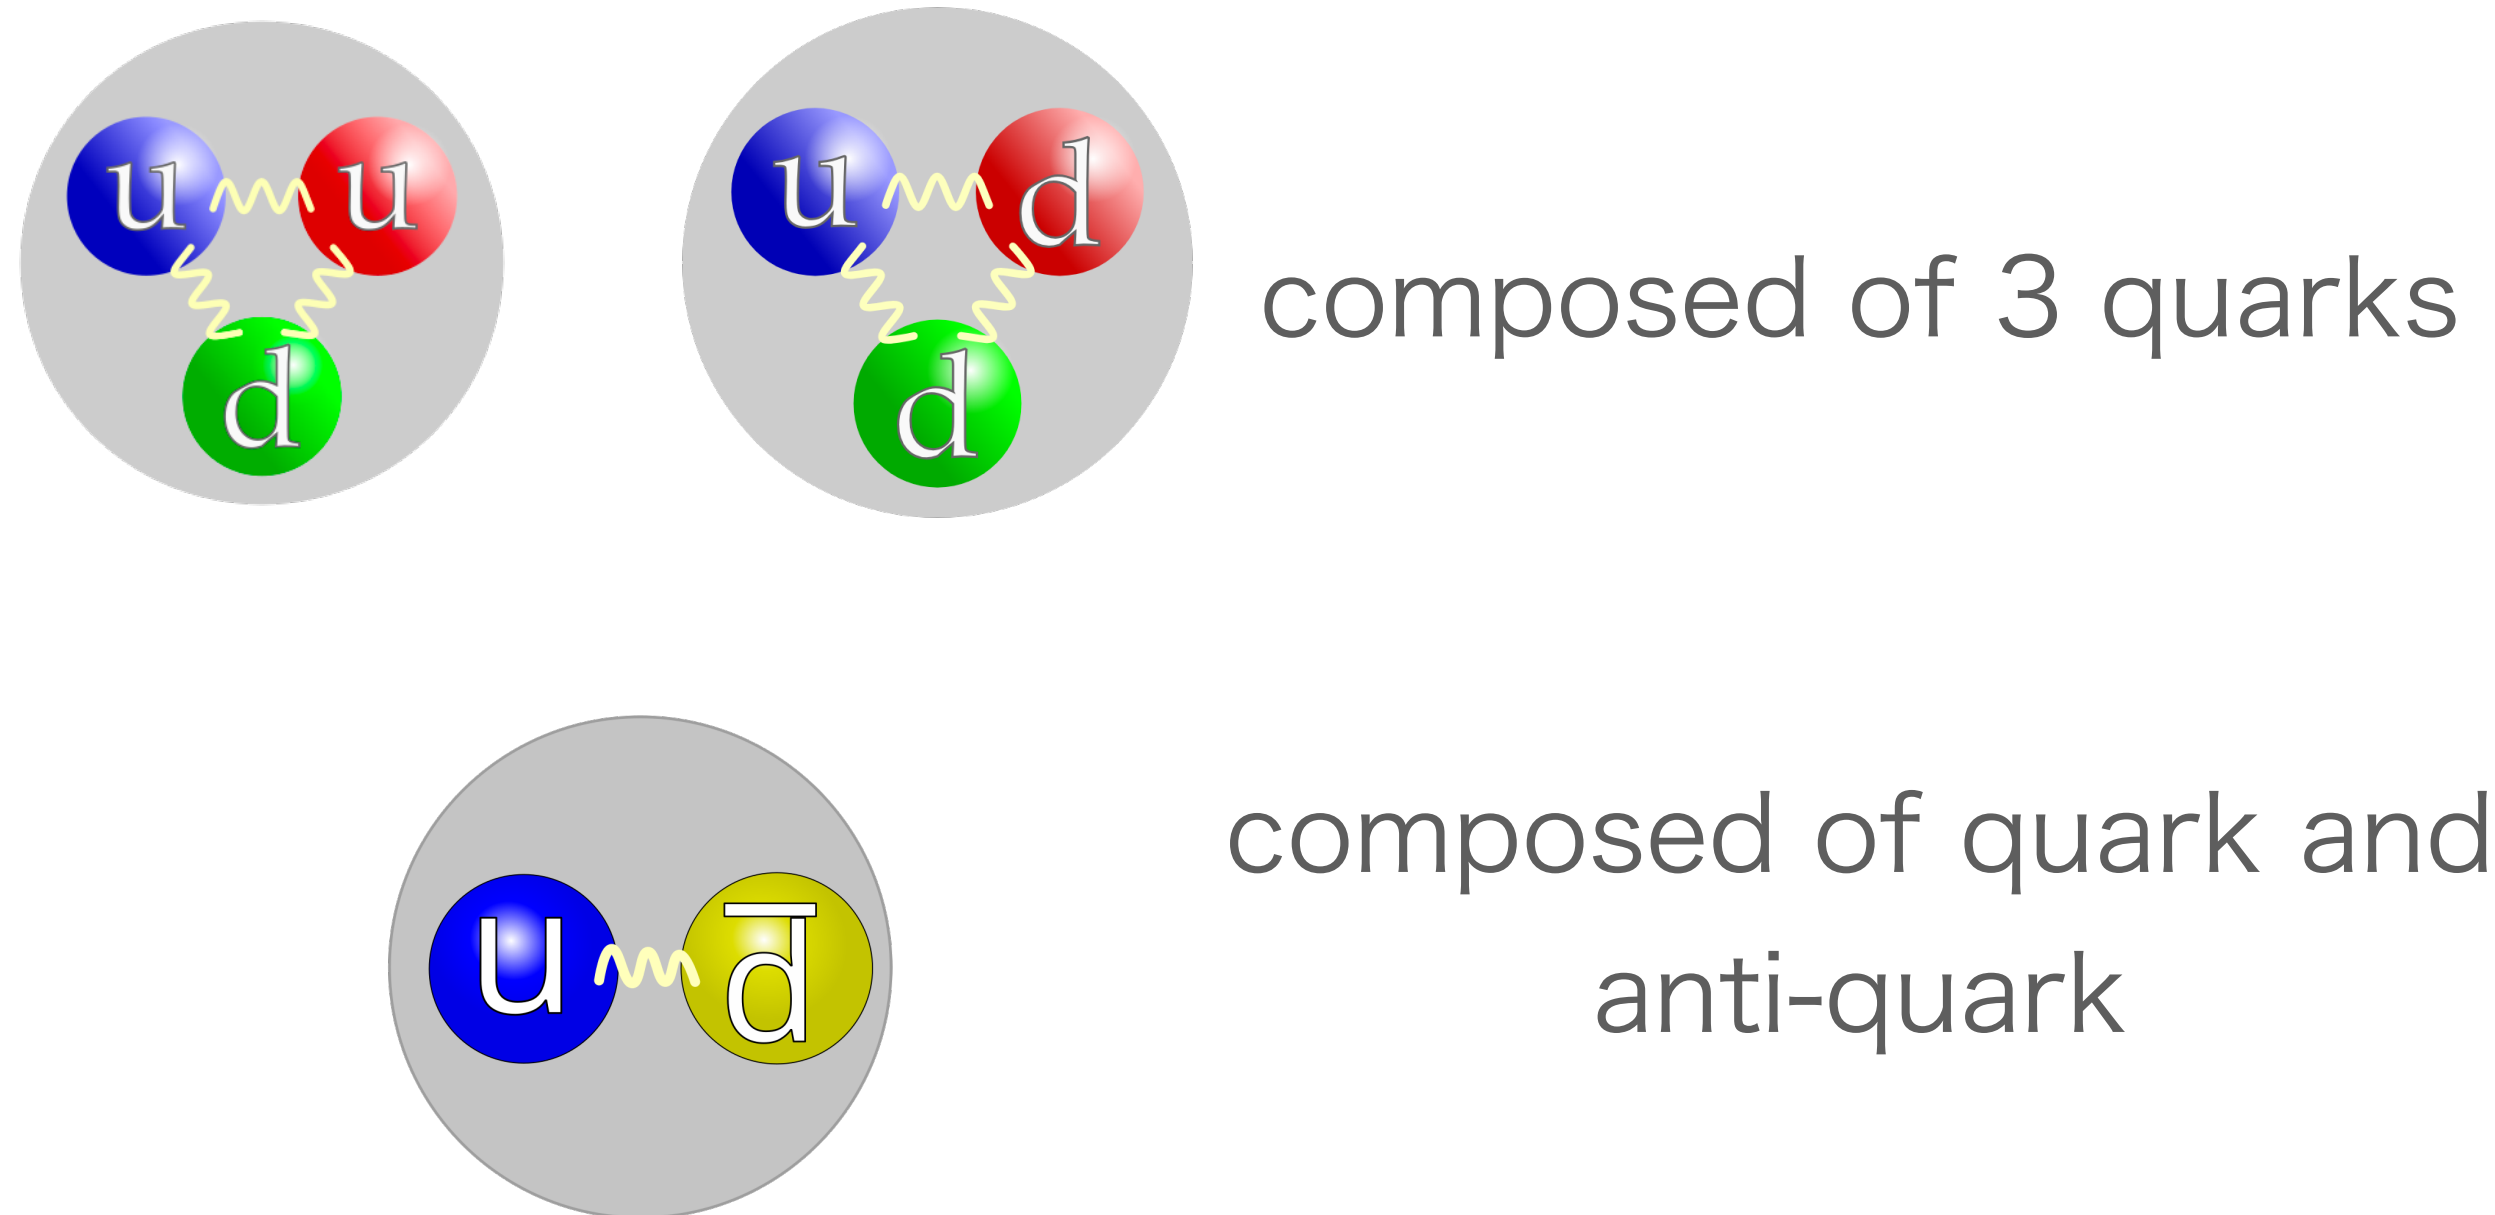 u u u d
d d
composed of 3 quarks
u d̅
composed of quark and
anti-quark